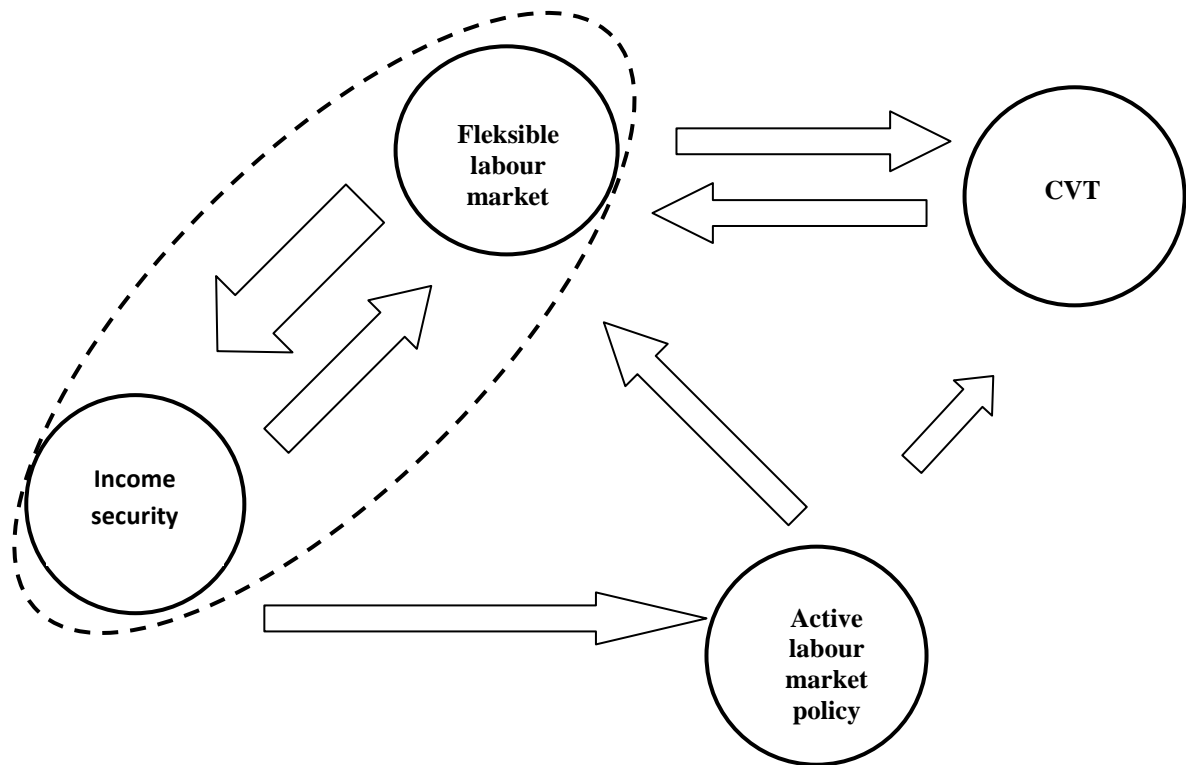 Fleksible
labour
market
CVT
Income
security
Active
labour
market
policy